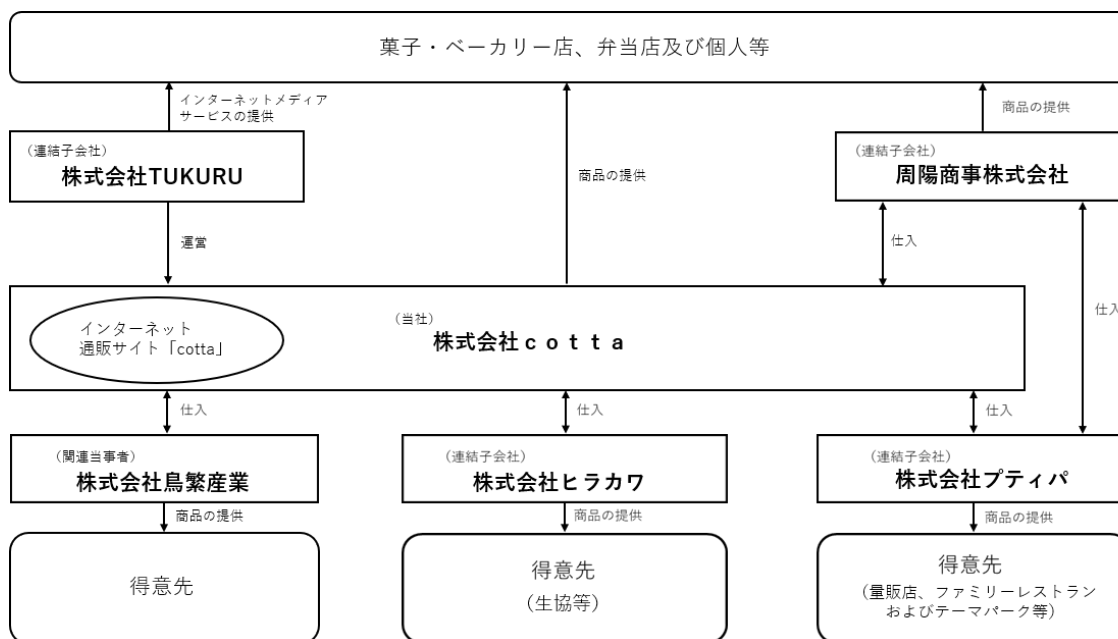 菓子・ベーカリー店、弁当店及び個人等
インターネットメディア
サービスの提供
商品の提供
（連結子会社）
株式会社TUKURU
（連結子会社）
周陽商事株式会社
商品の提供
運営
仕入
仕入
インターネット
通販サイト「cotta」
（当社）
株式会社ｃｏｔｔａ
仕入
仕入
仕入
（関連当事者）
株式会社鳥繁産業
（連結子会社）
株式会社ヒラカワ
（連結子会社）
株式会社プティパ
商品の提供
商品の提供
商品の提供
得意先
得意先
(生協等)
得意先
（量販店、ファミリーレストラン
およびテーマパーク等）